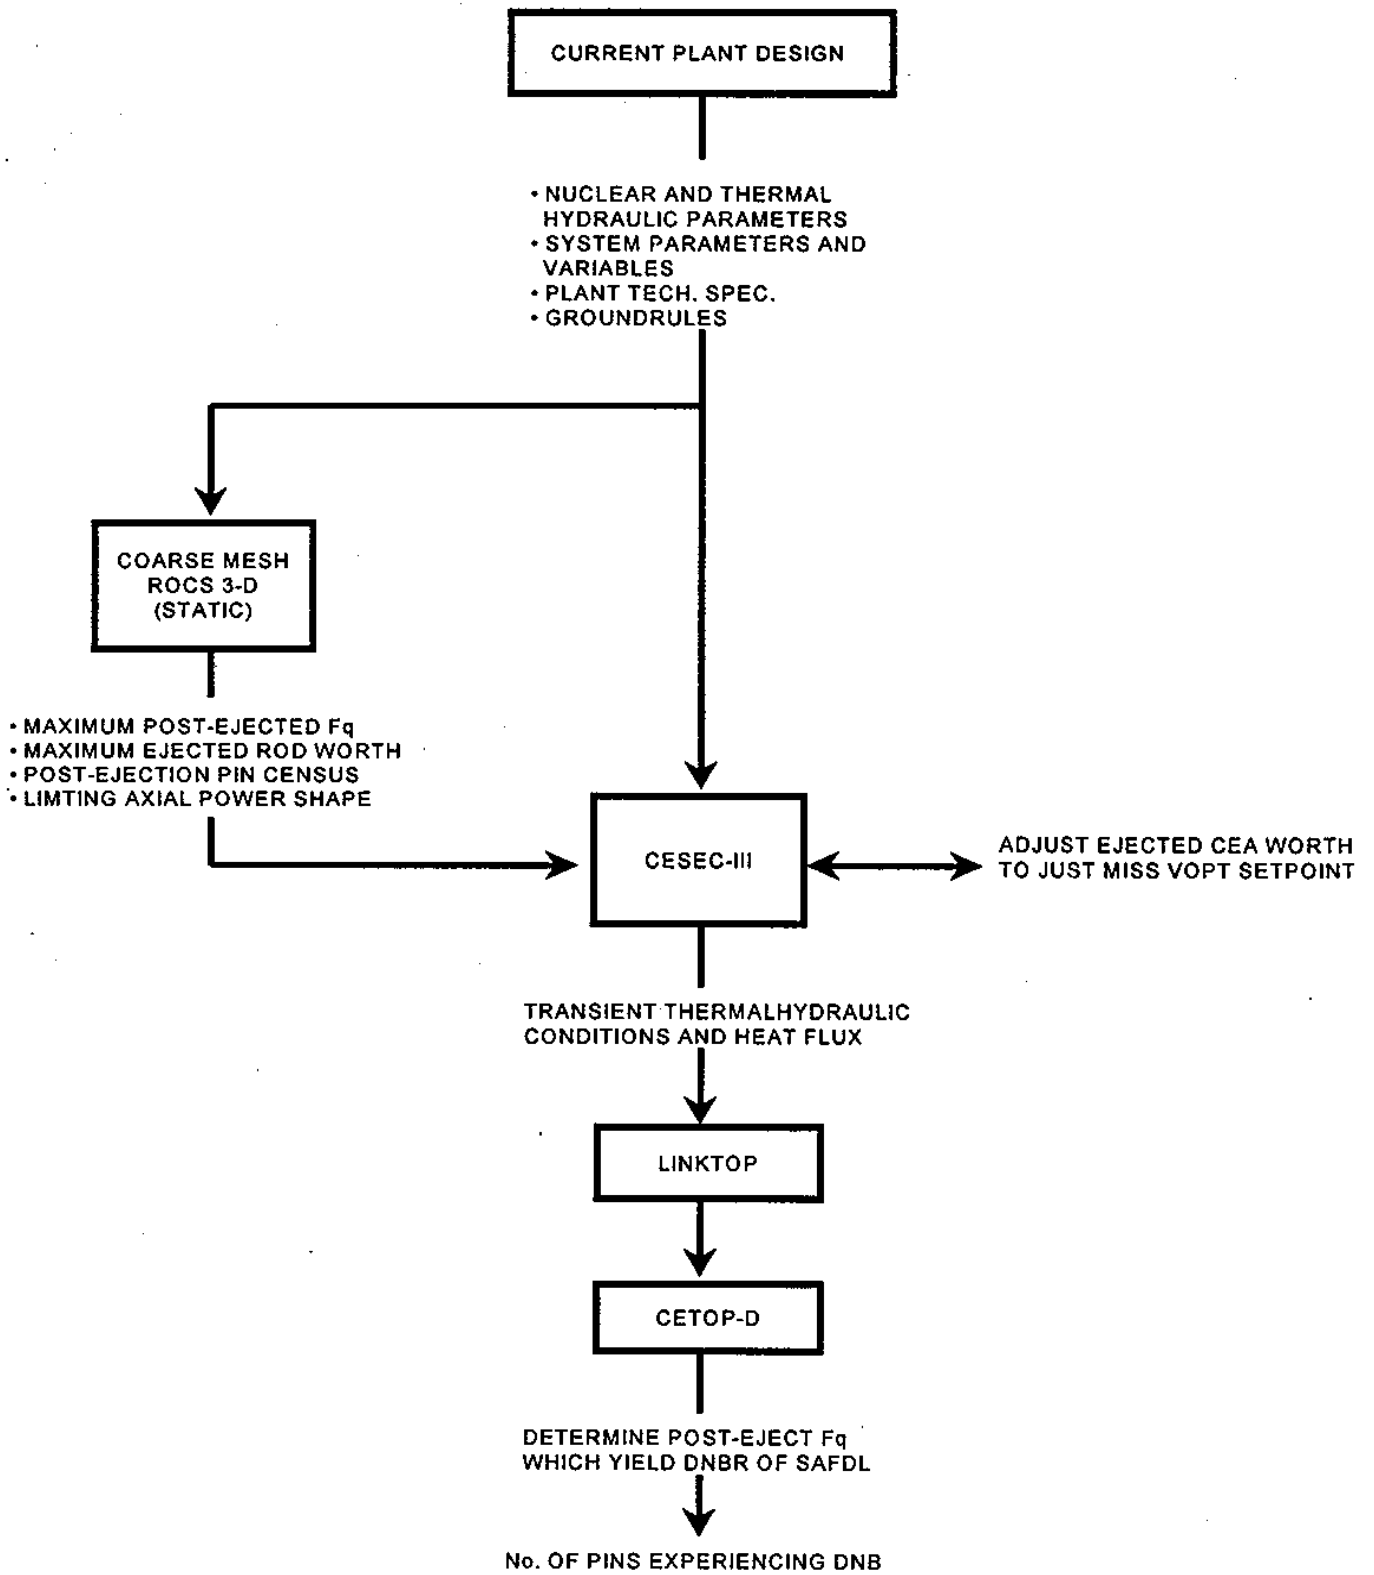 CURRENT PLANT DESIGN
• NUCLEAR AND THERMAL
HYDRAULIC PARAMETERS
• SYSTEM PARAMETERS AND
VARIABLES
• PLANT TECH. SPEC.
• GROUNDRULES
COARSE MESH
ROCS 3-D
(STATIC)
• MAXIMUM POST-EJECTED Fq
• MAXIMUM EJECTED ROD WORTH
• POST-EJECTION PIN CENSUS
• LIMTING AXIAL POWER SHAPE
CESEC-III
ADJUST EJECTED CEA WORTH
TO JUST MISS VOPT SETPOINT
TRANSIENT THERMALHYDRAULIC
CONDITIONS AND HEAT FLUX
LINKTOP
CETOP-D
DETERMINE POST-EJECT Fq
WHICH YIELD DNBR OF SAFDL
No. OF PINS EXPERIENCING DNB